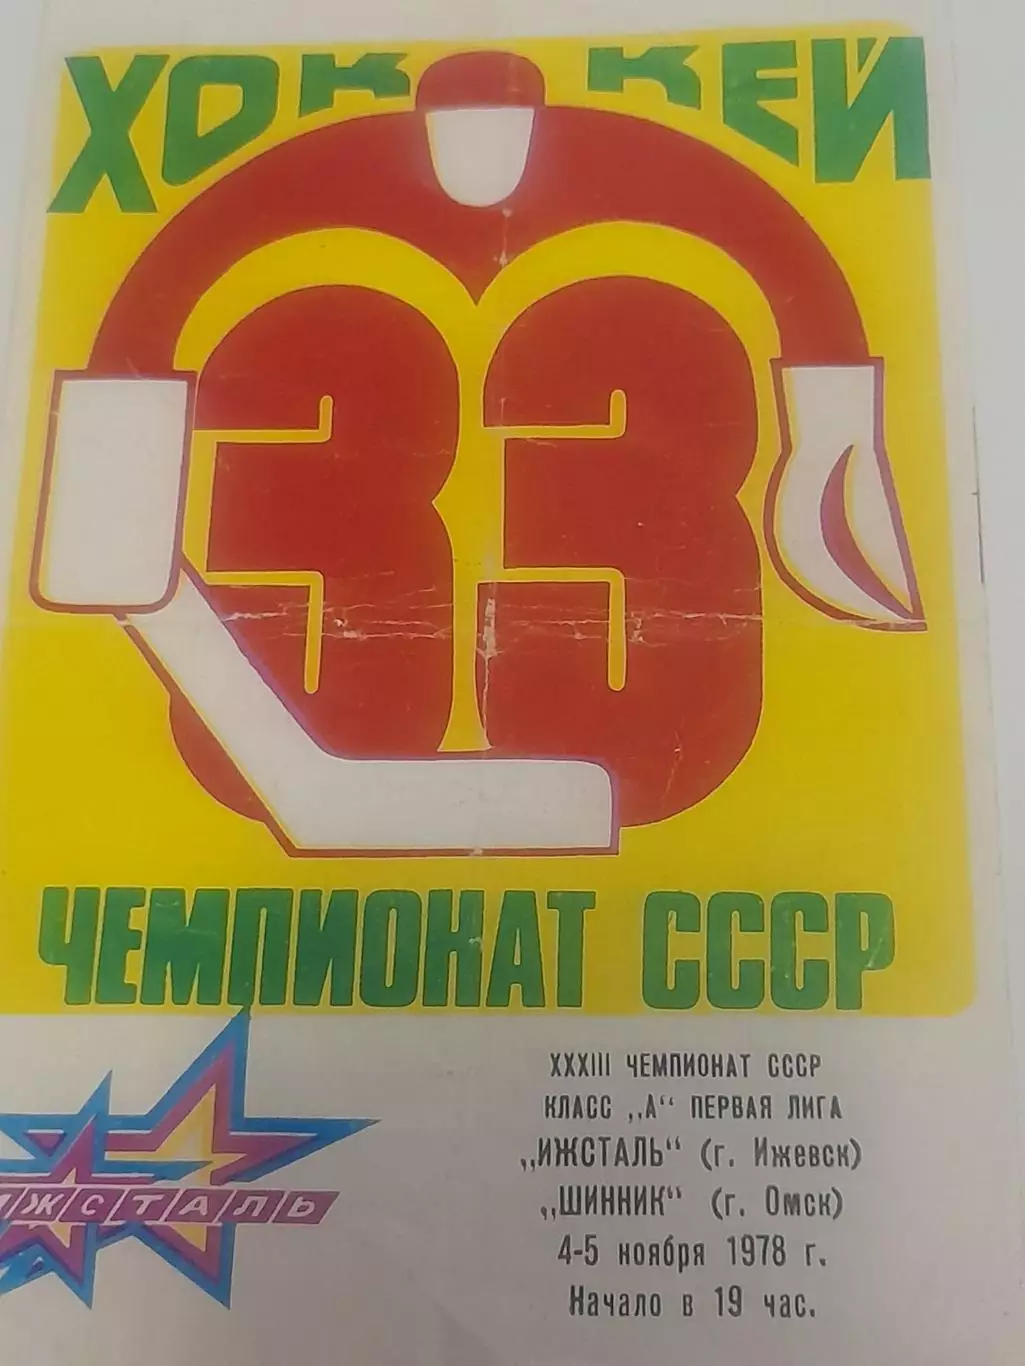 ХОККЕЙ
33
ЧЕМПИОНАТ СССР
XXXIII ЧЕМПИОНАТ СССР
КЛАСС „А“ ПЕРВАЯ ЛИГА
„ИЖСТАЛЬ“ (г. Ижевск)
„ШИННИК“ (г. Омск)
4-5 ноября 1978 г.
Начало в 19 час.
ИЖСТАЛЬ